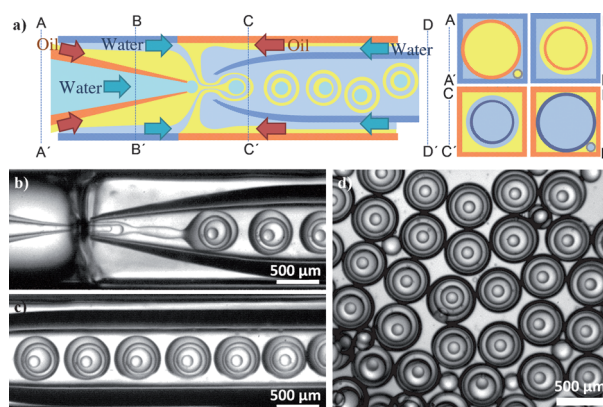 a)
A
B
C
D
A
B
Oil
Water
Oil
Water
Water
A´
B´
C´
D´
A´
C
C´
b)
500 µm
c)
500 µm
d)
500 µm